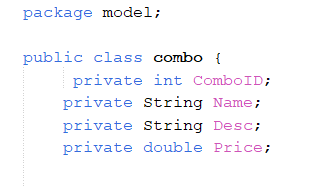 package model;
public class combo {
private int ComboID;
private String Name;
private String Desc;
private double Price;